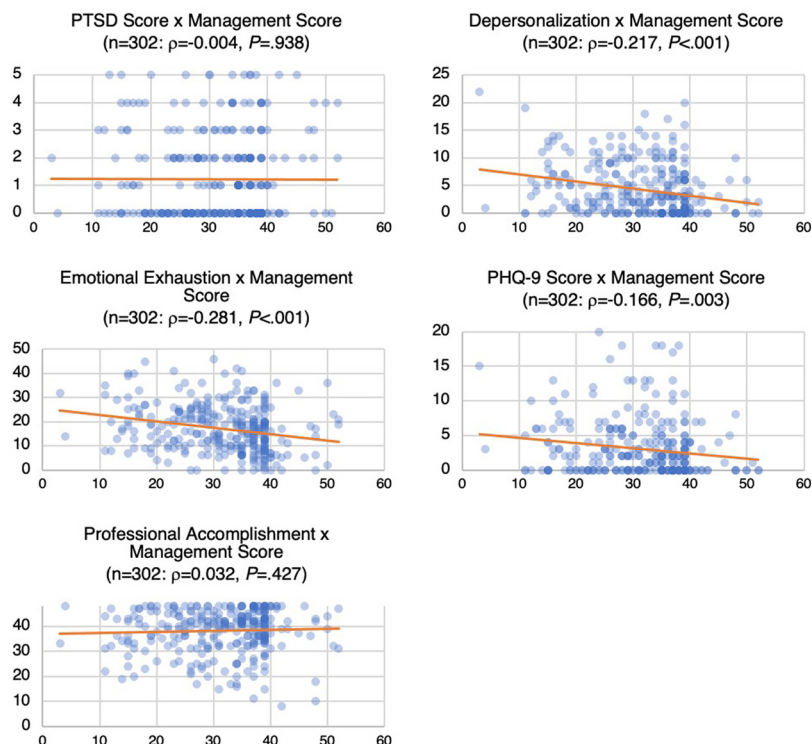 PTSD Score x Management Score
(n=302: ρ=-0.004, P=.938)
5
4
3
2
1
0
0 10 20 30 40 50 60
Depersonalization x Management Score
(n=302: ρ=-0.217, P<.001)
25
20
15
10
5
0
0 10 20 30 40 50 60
Emotional Exhaustion x Management
Score
(n=302: ρ=-0.281, P<.001)
50
40
30
20
10
0
0 10 20 30 40 50 60
PHQ-9 Score x Management Score
(n=302: ρ=-0.166, P=.003)
20
15
10
5
0
0 10 20 30 40 50 60
Professional Accomplishment x
Management Score
(n=302: ρ=0.032, P=.427)
40
30
20
10
0
0 10 20 30 40 50 60